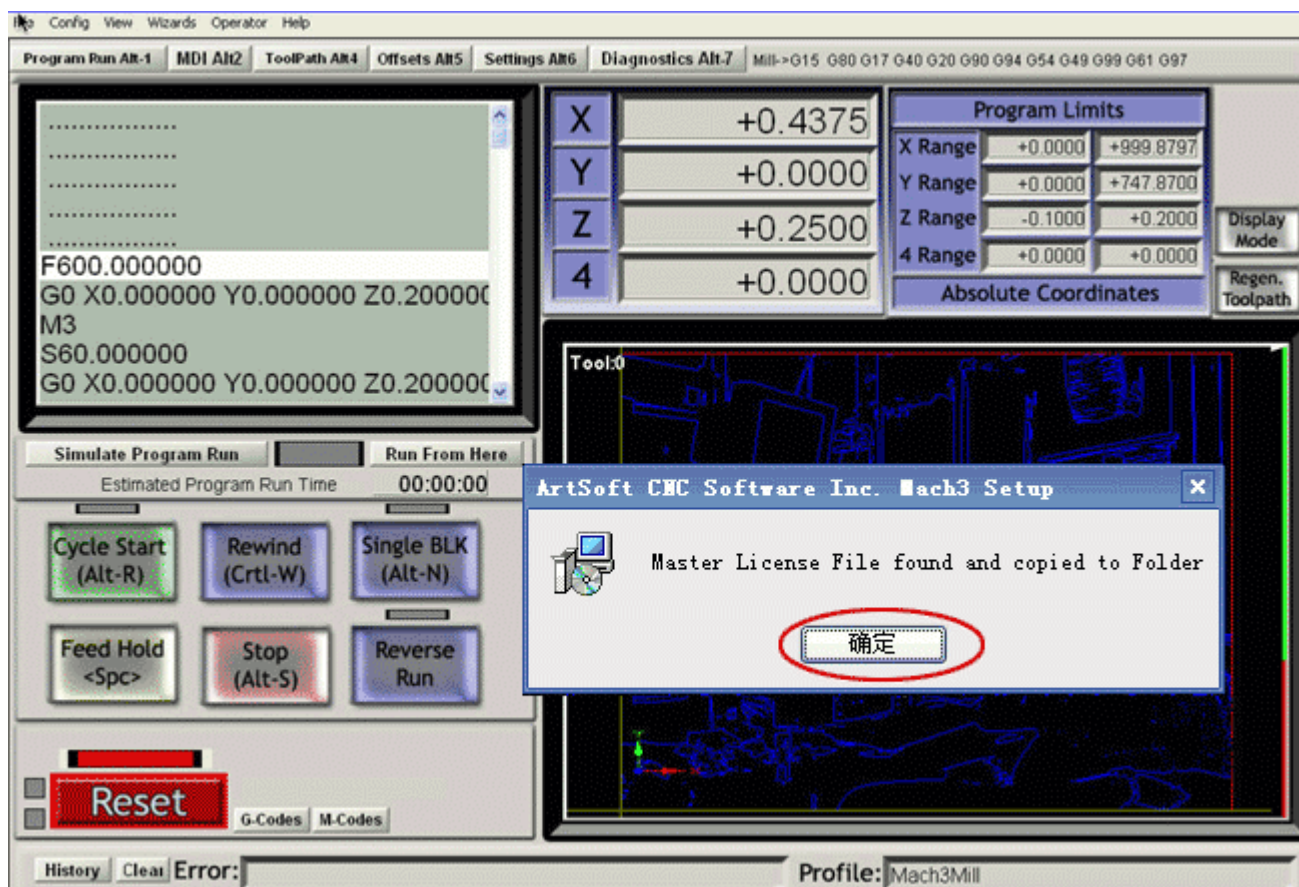 Config View Wizards Operator Help
Program Run Alt-1 MDI Alt2 ToolPath Alt4 Offsets Alt5 Settings Alt6 Diagnostics Alt-7 Mill->G15 G80 G17 G40 G20 G90 G94 G54 G49 G99 G61 G97
.................
.................
.................
.................
.................
F600.000000
G0 X0.000000 Y0.000000 Z0.200000
M3
S60.000000
G0 X0.000000 Y0.000000 Z0.200000
X +0.4375
Y +0.0000
Z +0.2500
4 +0.0000
Program Limits
X Range +0.0000 +999.8797
Y Range +0.0000 +747.8700
Z Range -0.1000 +0.2000
4 Range +0.0000 +0.0000
Absolute Coordinates
Display
Mode
Regen.
Toolpath
Tool:0
Simulate Program Run Run From Here
Estimated Program Run Time 00:00:00
Cycle Start
(Alt-R)
Rewind
(Crtl-W)
Single BLK
(Alt-N)
Feed Hold
<Spc>
Stop
(Alt-S)
Reverse
Run
ArtSoft CNC Software Inc. Mach3 Setup
Master License File found and copied to Folder
确定
Reset
G-Codes M-Codes
History Clear Error:
Profile: Mach3Mill